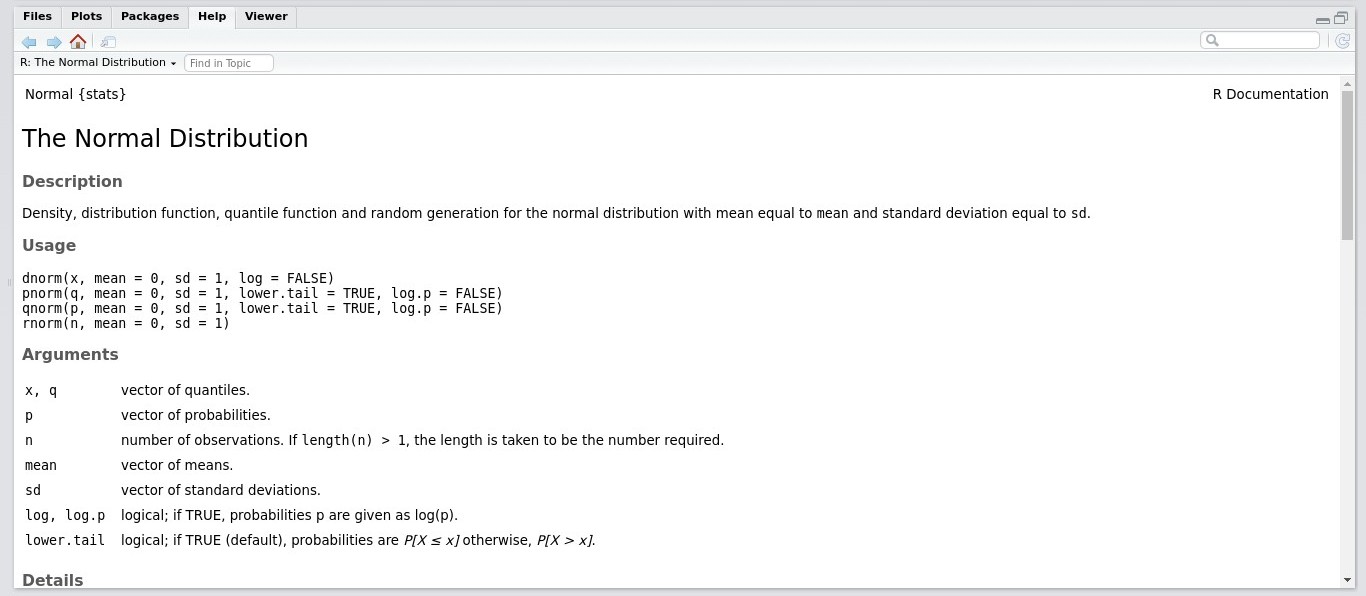 Files Plots Packages Help Viewer
R: The Normal Distribution Find in Topic
Normal {stats} R Documentation
The Normal Distribution
Description
Density, distribution function, quantile function and random generation for the normal distribution with mean equal to mean and standard deviation equal to sd.
Usage
dnorm(x, mean = 0, sd = 1, log = FALSE)
pnorm(q, mean = 0, sd = 1, lower.tail = TRUE, log.p = FALSE)
qnorm(p, mean = 0, sd = 1, lower.tail = TRUE, log.p = FALSE)
rnorm(n, mean = 0, sd = 1)
Arguments
x, q vector of quantiles.
p vector of probabilities.
n number of observations. If length(n) > 1, the length is taken to be the number required.
mean vector of means.
sd vector of standard deviations.
log, log.p logical; if TRUE, probabilities p are given as log(p).
lower.tail logical; if TRUE (default), probabilities are P[X ≤ x] otherwise, P[X > x].
Details